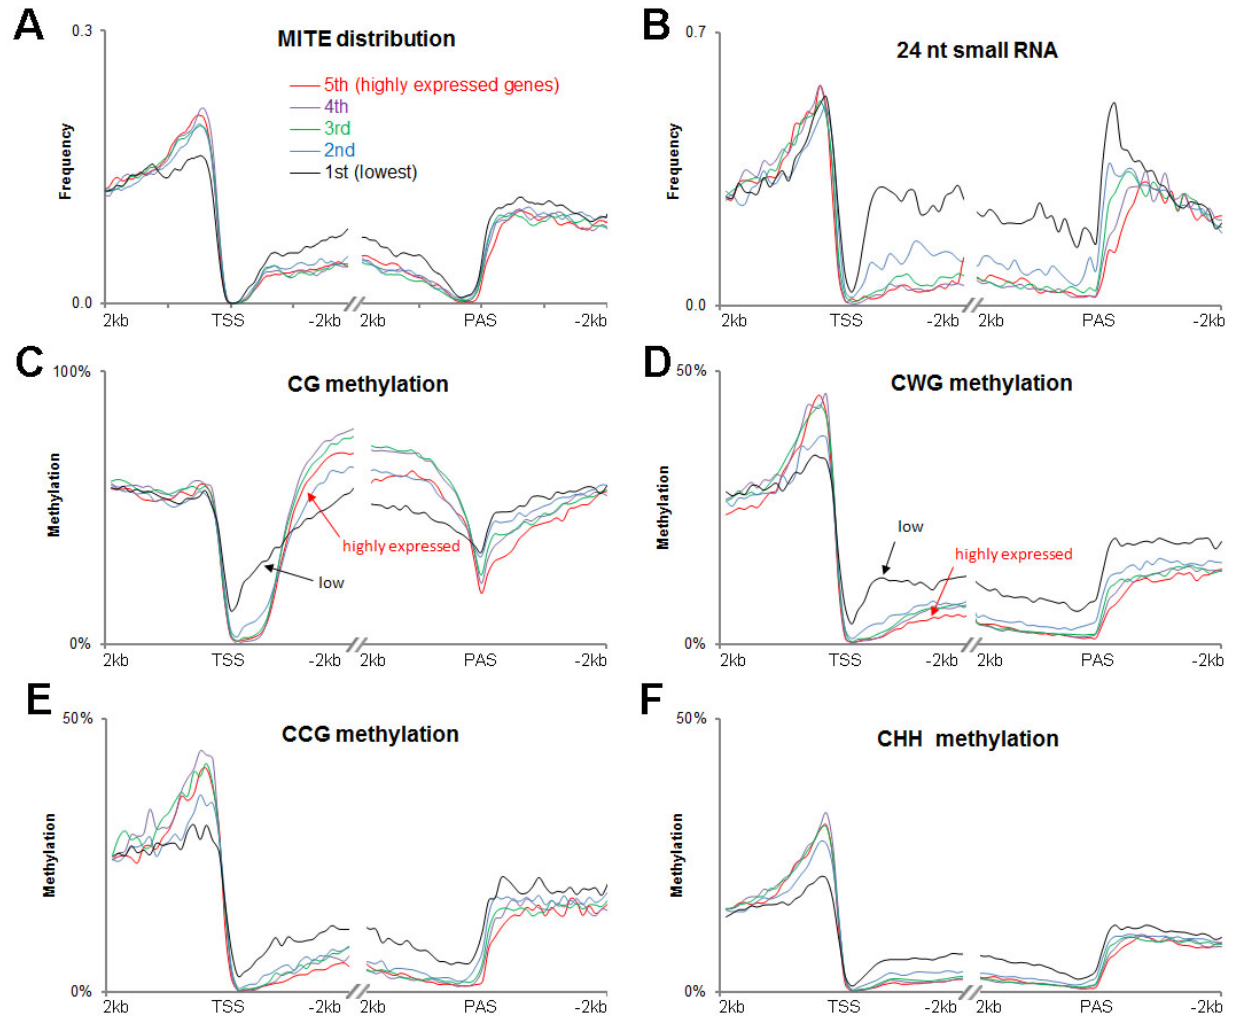 A
MITE distribution
0.3
Frequency
0.0
5th (highly expressed genes)
4th
3rd
2nd
1st (lowest)
2kb TSS -2kb 2kb PAS -2kb
B
24 nt small RNA
0.7
Frequency
0.0
2kb TSS -2kb 2kb PAS -2kb
C
CG methylation
100%
Methylation
0%
highly expressed
low
2kb TSS -2kb 2kb PAS -2kb
D
CWG methylation
50%
Methylation
0%
low
highly expressed
2kb TSS -2kb 2kb PAS -2kb
E
CCG methylation
50%
Methylation
0%
2kb TSS -2kb 2kb PAS -2kb
F
CHH methylation
50%
Methylation
0%
2kb TSS -2kb 2kb PAS -2kb